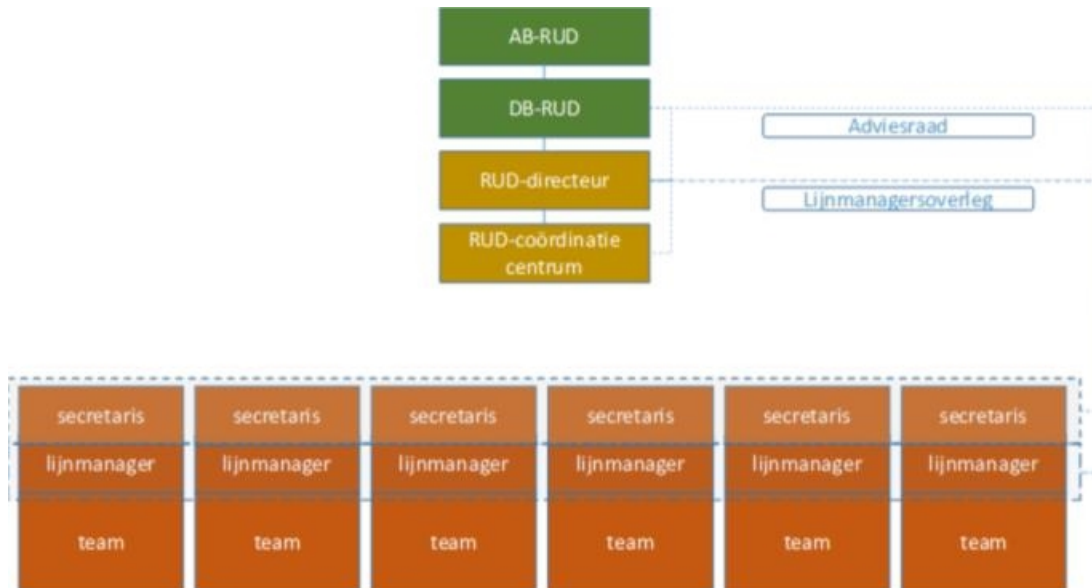 AB-RUD
DB-RUD
Adviesraad
RUD-directeur
Lijnmanagersoverleg
RUD-coördinatie
centrum
secretaris secretaris secretaris secretaris secretaris secretaris
lijnmanager lijnmanager lijnmanager lijnmanager lijnmanager lijnmanager
team team team team team team